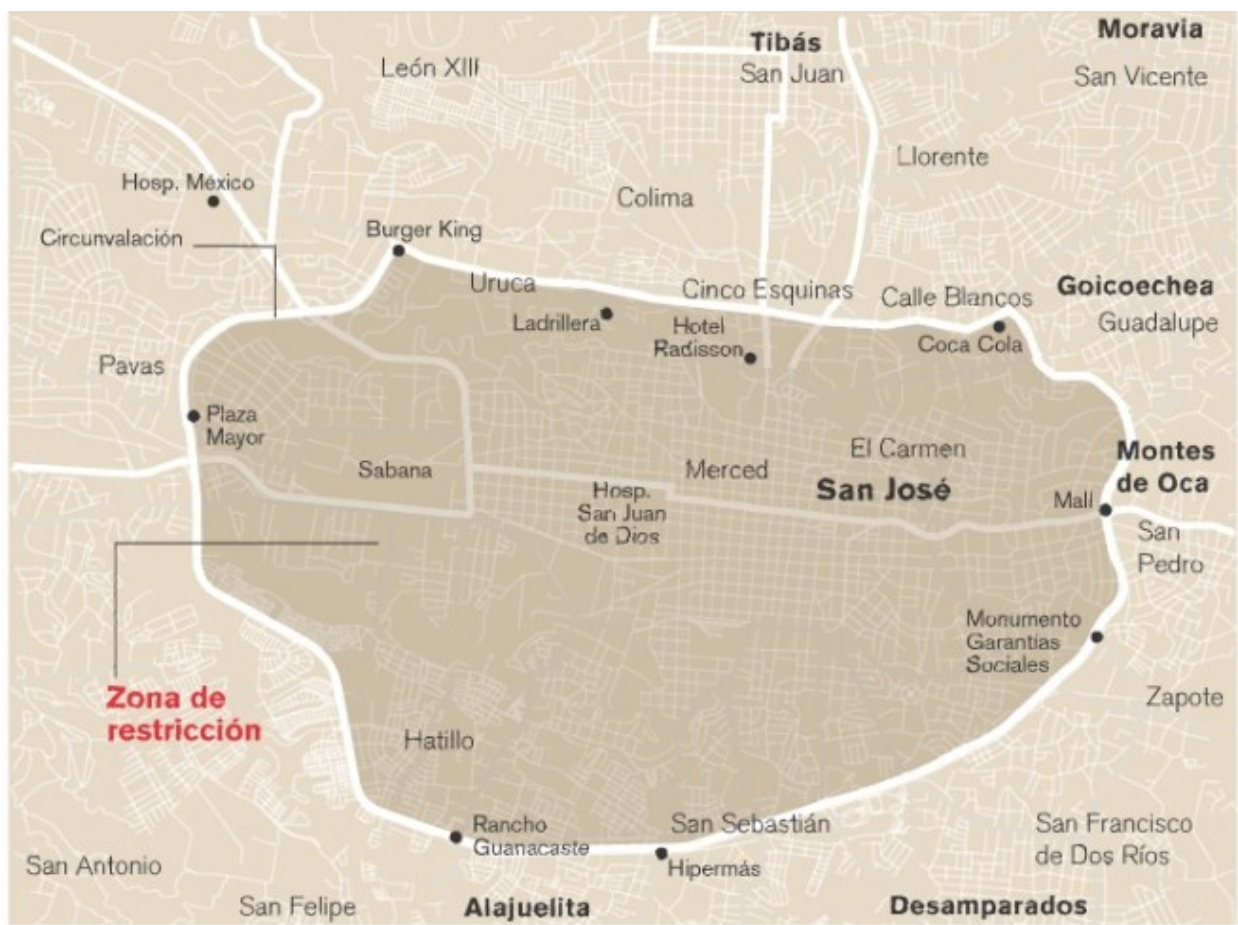 Moravia
Tibás
León XIII
San Juan
San Vicente
Llorente
Hosp. México
Colima
Burger King
Circunvalación
Uruca
Cinco Esquinas
Calle Blancos
Goicoechea
Guadalupe
Ladrillera
Hotel
Radisson
Coca Cola
Pavas
Plaza
Mayor
Sabana
Merced
El Carmen
San José
Montes
de Oca
Mall
Hosp.
San Juan
de Dios
San
Pedro
Monumento
Garantías
Sociales
Zona de
restricción
Zapote
Hatillo
Rancho
Guanacaste
San Sebastián
Hipermás
San Francisco
de Dos Ríos
San Antonio
San Felipe
Alajuelita
Desamparados